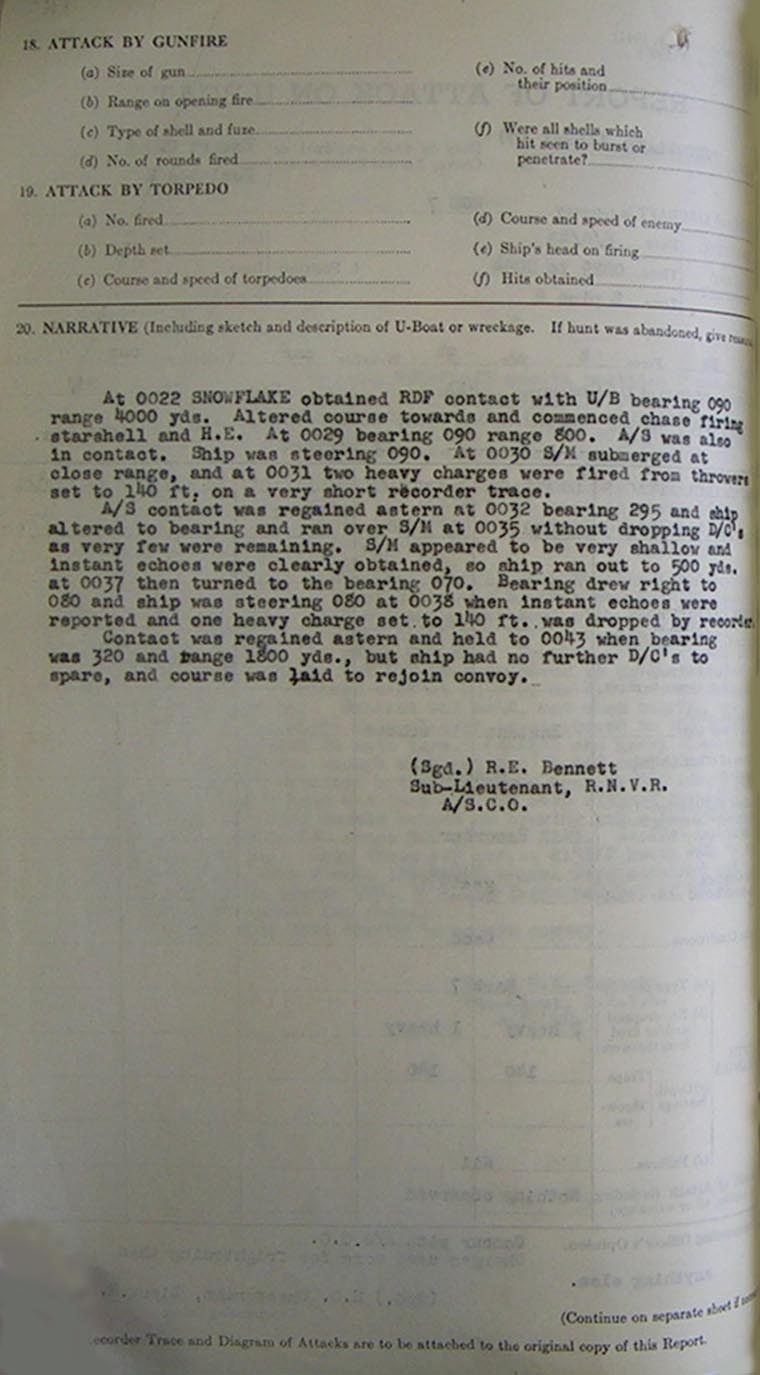 18. ATTACK BY GUNFIRE
(a) Size of gun
(b) Range on opening fire
(c) Type of shell and fuze
(d) No. of rounds fired
(e) No. of hits and
their position
(f) Were all shells which
hit seen to burst or
penetrate?
19. ATTACK BY TORPEDO
(a) No. fired
(b) Depth set
(c) Course and speed of torpedoes
(d) Course and speed of enemy
(e) Ship's head on firing
(f) Hits obtained
20. NARRATIVE (Including sketch and description of U-Boat or wreckage. If hunt was abandoned, give
At 0022 SNOWFLAKE obtained RDF contact with U/B bearing 090
range 4000 yds. Altered course towards and commenced chase firing
starshell and H.E. At 0029 bearing 090 range 800. A/S was also
in contact. Ship was steering 090. At 0030 S/M submerged at
close range, and at 0031 two heavy charges were fired from throwers
set to 140 ft. on a very short recorder trace.
A/S contact was regained astern at 0032 bearing 295 and ship
altered to bearing and ran over S/M at 0035 without dropping D/C's
as very few were remaining. S/M appeared to be very shallow and
instant echoes were clearly obtained, so ship ran out to 500 yds.
at 0037 then turned to the bearing 070. Bearing drew right to
080 and ship was steering 080 at 0038 when instant echoes were
reported and one heavy charge set to 140 ft. was dropped by recorder.
Contact was regained astern and held to 0043 when bearing
was 320 and range 1800 yds., but ship had no further D/C's to
spare, and course was laid to rejoin convoy.
(Sgd.) R.E. Bennett
Sub-Lieutenant, R.N.V.R.
A/S.C.O.
(Continue on separate sheet if
Trace and Diagram of Attacks are to be attached to the original copy of this Report.